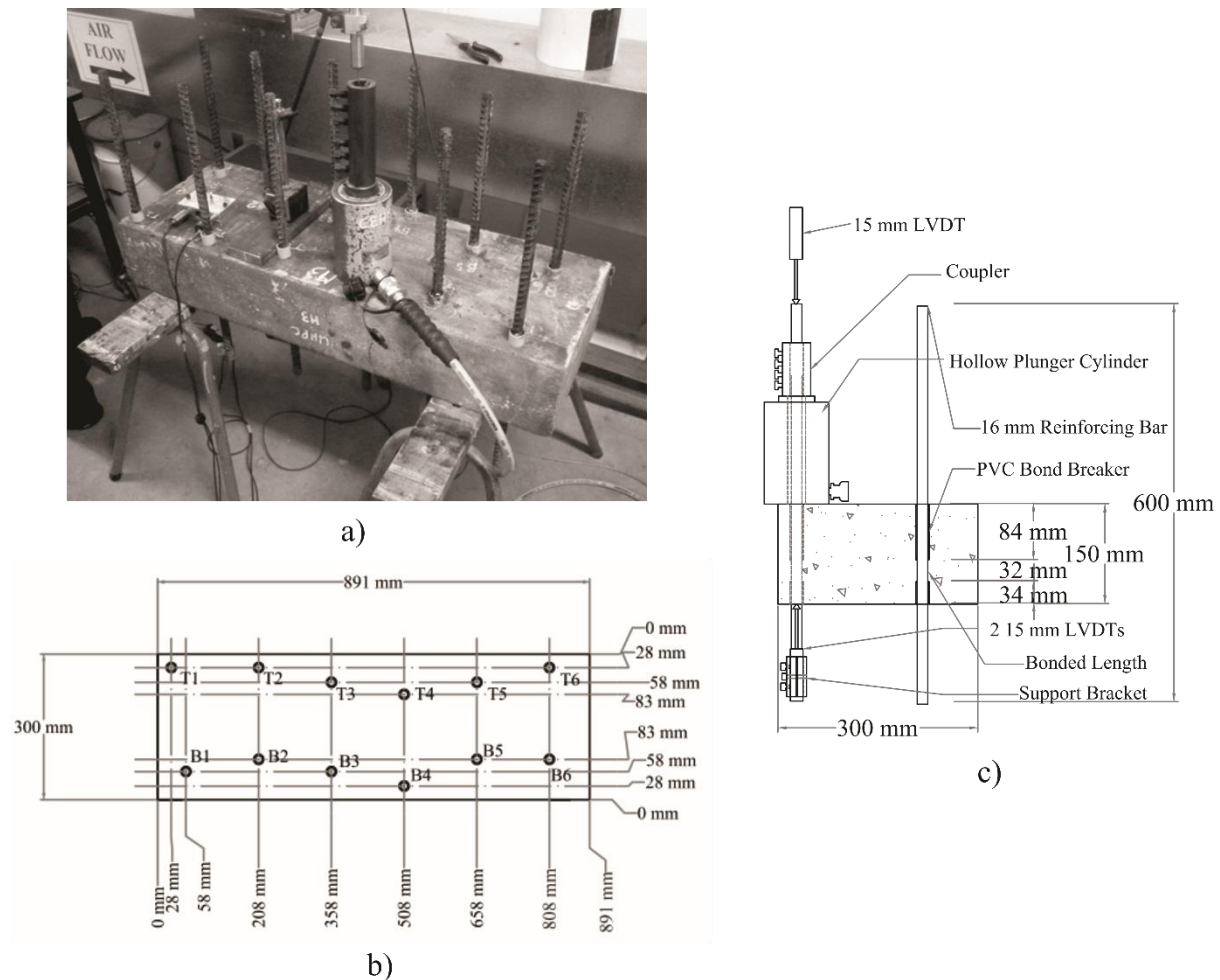 AIR
FLOW
UHPC
M3
a)
891 mm
0 mm
28 mm
58 mm
83 mm
T1
T2
T3
T4
T5
T6
300 mm
B1
B2
B3
B4
B5
B6
83 mm
58 mm
28 mm
0 mm
0 mm
28 mm
58 mm
208 mm
358 mm
508 mm
658 mm
808 mm
891 mm
b)
15 mm LVDT
Coupler
Hollow Plunger Cylinder
16 mm Reinforcing Bar
PVC Bond Breaker
600 mm
84 mm
150 mm
32 mm
34 mm
2 15 mm LVDTs
Bonded Length
Support Bracket
300 mm
c)